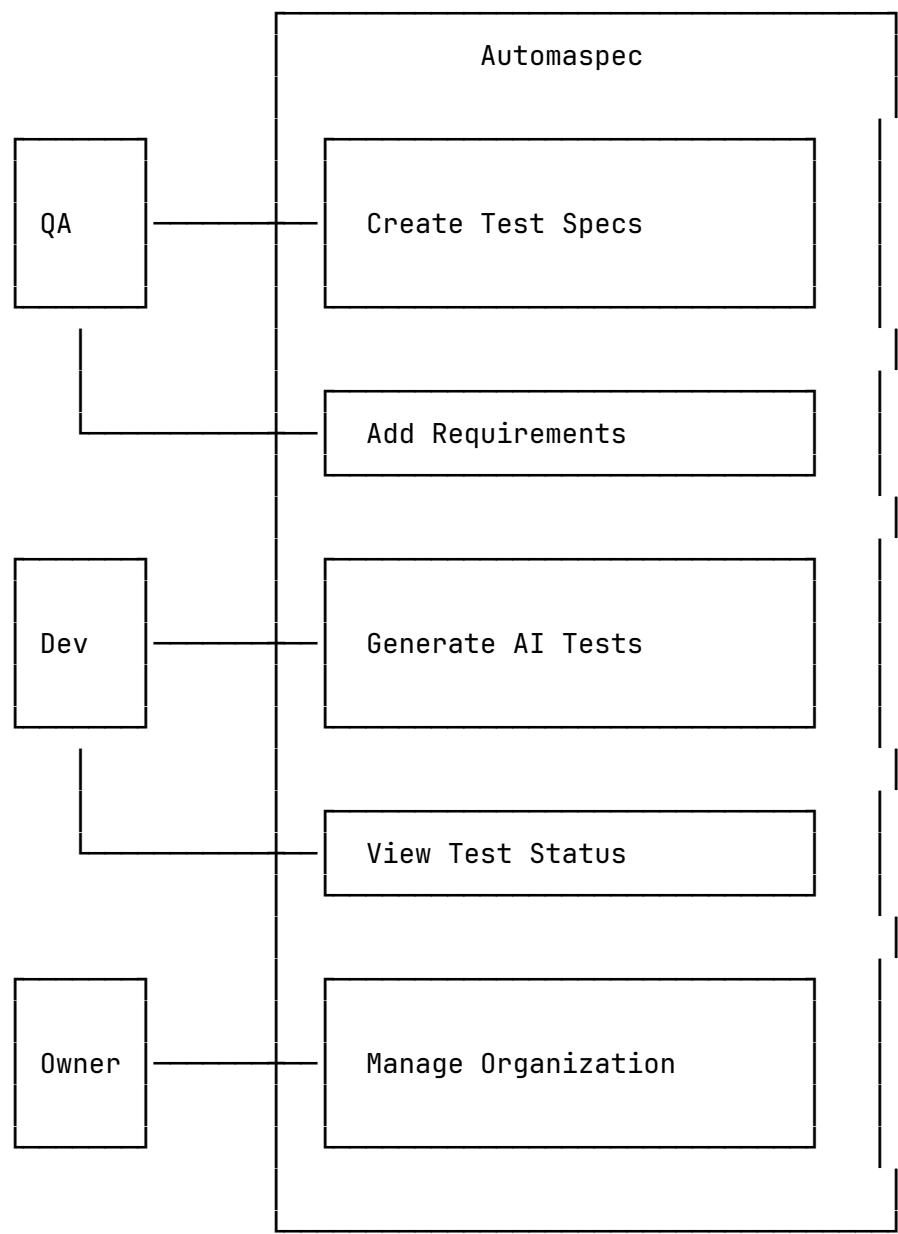 Automaspec
QA
Create Test Specs
Add Requirements
Dev
Generate AI Tests
View Test Status
Owner
Manage Organization